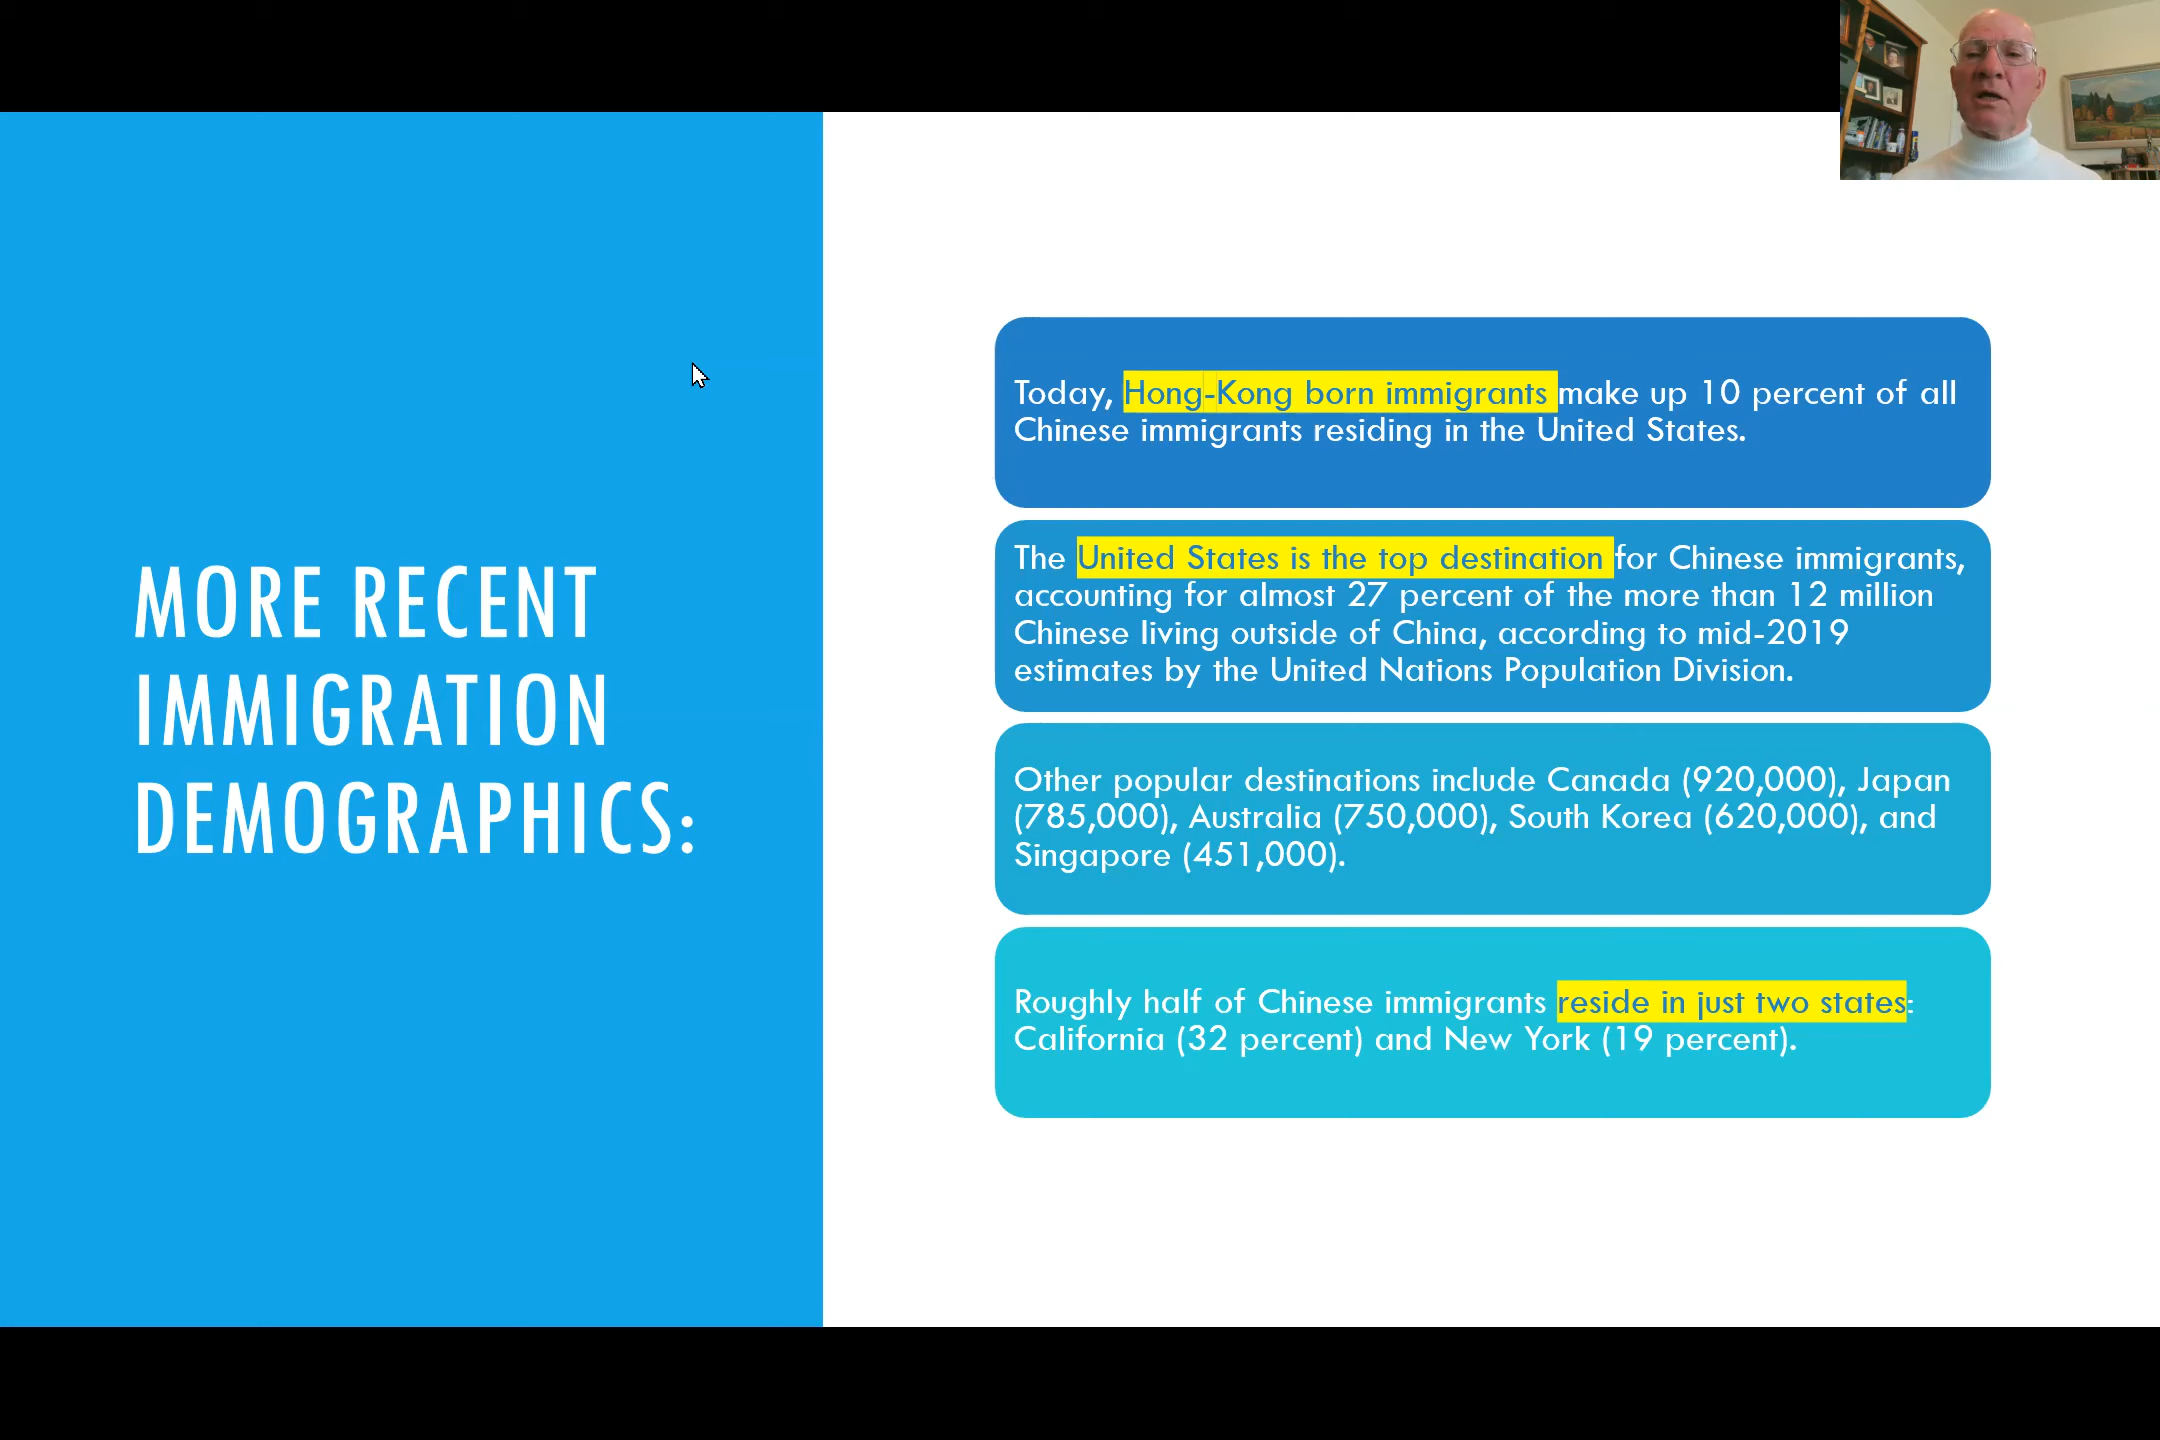 MORE RECENT
IMMIGRATION
DEMOGRAPHICS:
Today, Hong-Kong born immigrants make up 10 percent of all
Chinese immigrants residing in the United States.
The United States is the top destination for Chinese immigrants,
accounting for almost 27 percent of the more than 12 million
Chinese living outside of China, according to mid-2019
estimates by the United Nations Population Division.
Other popular destinations include Canada (920,000), Japan
(785,000), Australia (750,000), South Korea (620,000), and
Singapore (451,000).
Roughly half of Chinese immigrants reside in just two states:
California (32 percent) and New York (19 percent).